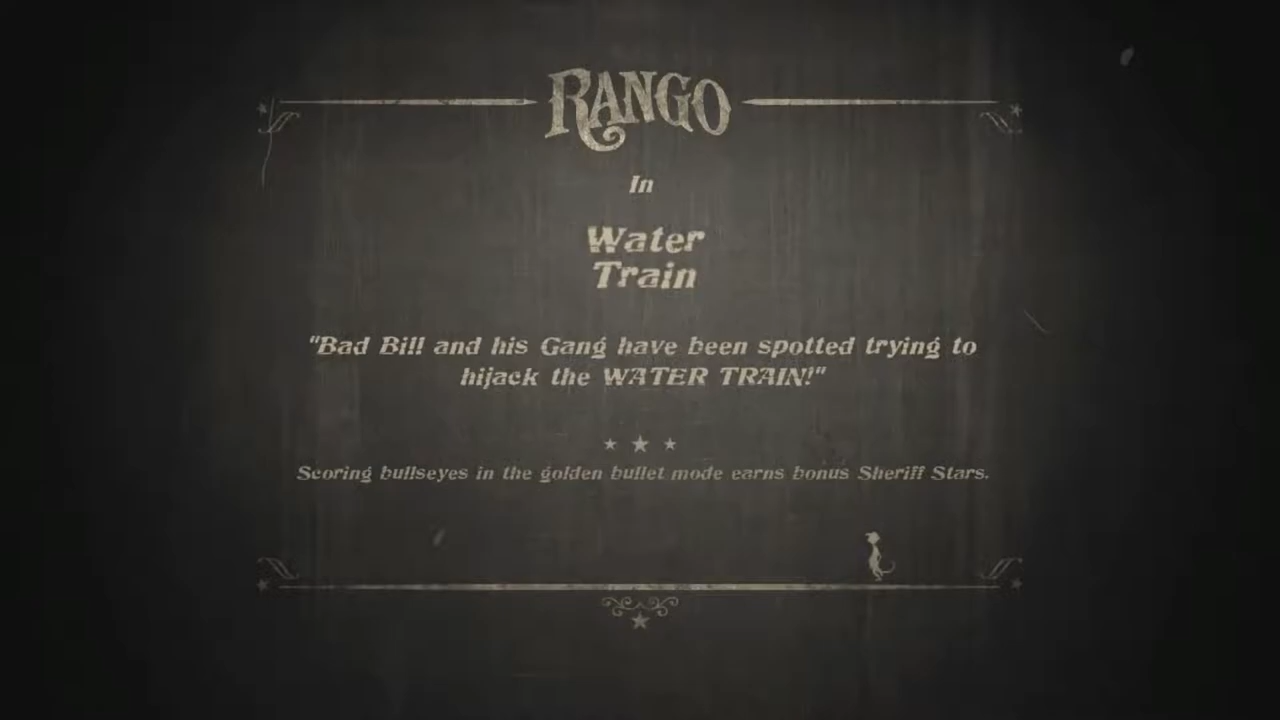 RANGO
In
Water
Train
"Bad Bill and his Gang have been spotted trying to
hijack the WATER TRAIN!"
Scoring bullseyes in the golden bullet mode earns bonus Sheriff Stars.